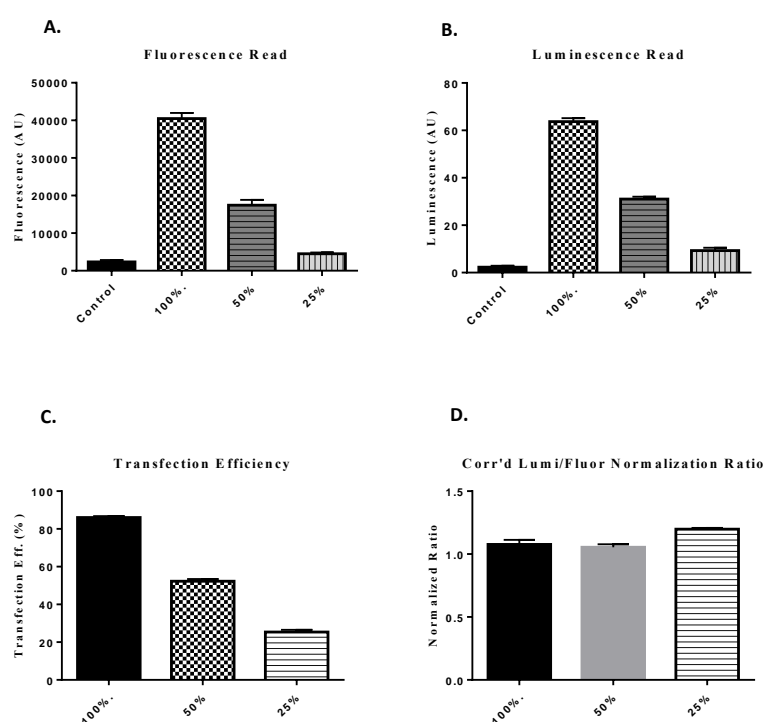 A.
Fluorescence Read
Fluorescence (AU)
50000
40000
30000
20000
10000
0
Control
100%.
50%
25%
B.
Luminescence Read
Luminescence (AU)
80
60
40
20
0
Control
100%.
50%
25%
C.
Transfection Efficiency
Transfection Eff. (%)
100
80
60
40
20
0
100%.
50%
25%
D.
Corr'd Lumi/Fluor Normalization Ratio
Normalized Ratio
1.5
1.0
0.5
0.0
100%.
50%
25%